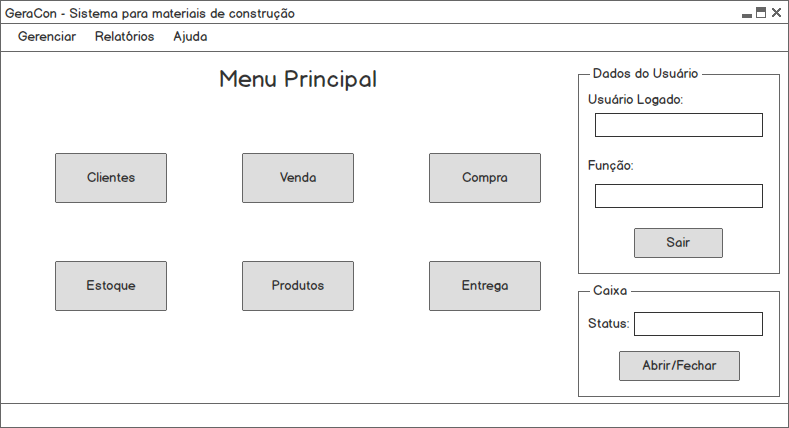 GeraCon - Sistema para materiais de construção
Gerenciar Relatórios Ajuda
Menu Principal
Clientes Venda Compra
Estoque Produtos Entrega
Dados do Usuário
Usuário Logado:
Função:
Sair
Caixa
Status:
Abrir/Fechar